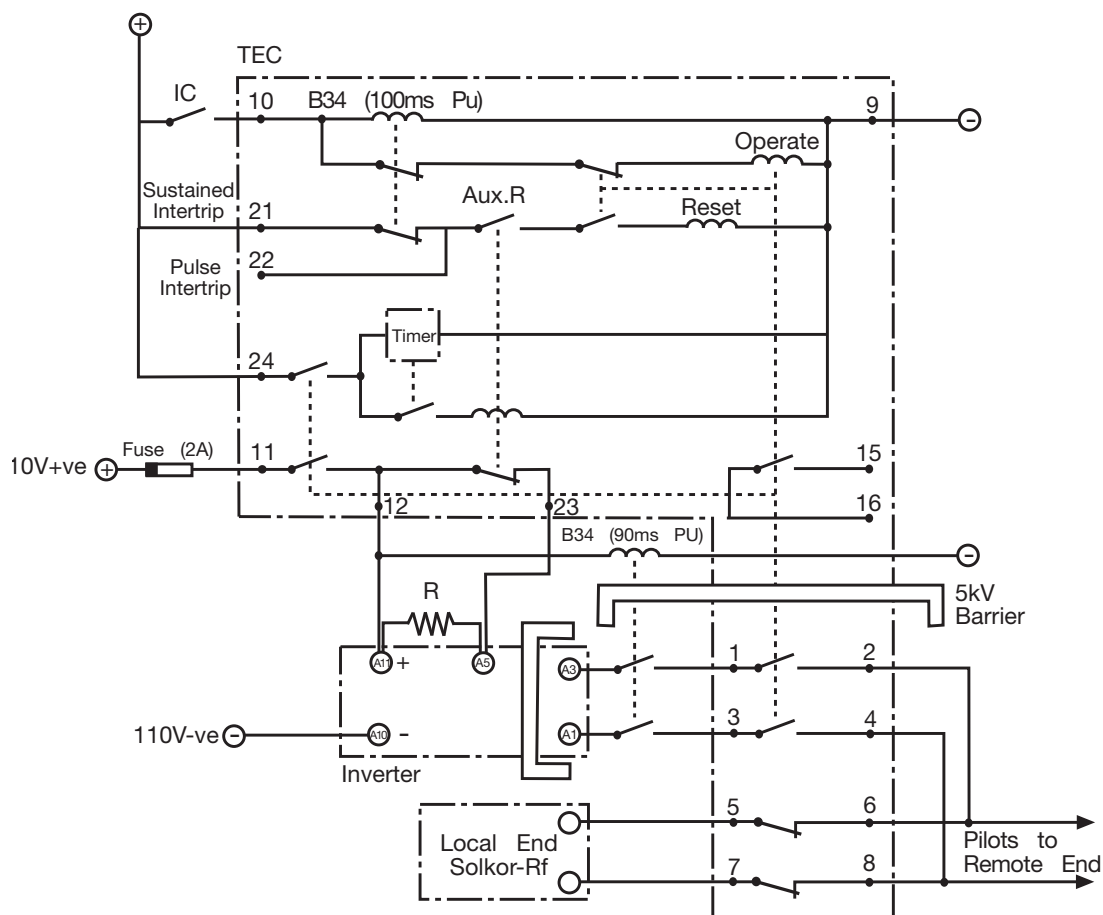 +
TEC
IC
10
B34 (100ms Pu)
9
-
Operate
Sustained
Intertrip
21
Aux.R
Reset
22
Pulse
Intertrip
Timer
24
10V+ve
+
Fuse (2A)
11
15
12
23
16
B34 (90ms PU)
-
5kV
Barrier
R
A11
+
A5
A3
1
2
110V-ve
-
A10
-
A1
3
4
Inverter
5
6
Local End
Solkor-Rf
Pilots to
Remote End
7
8